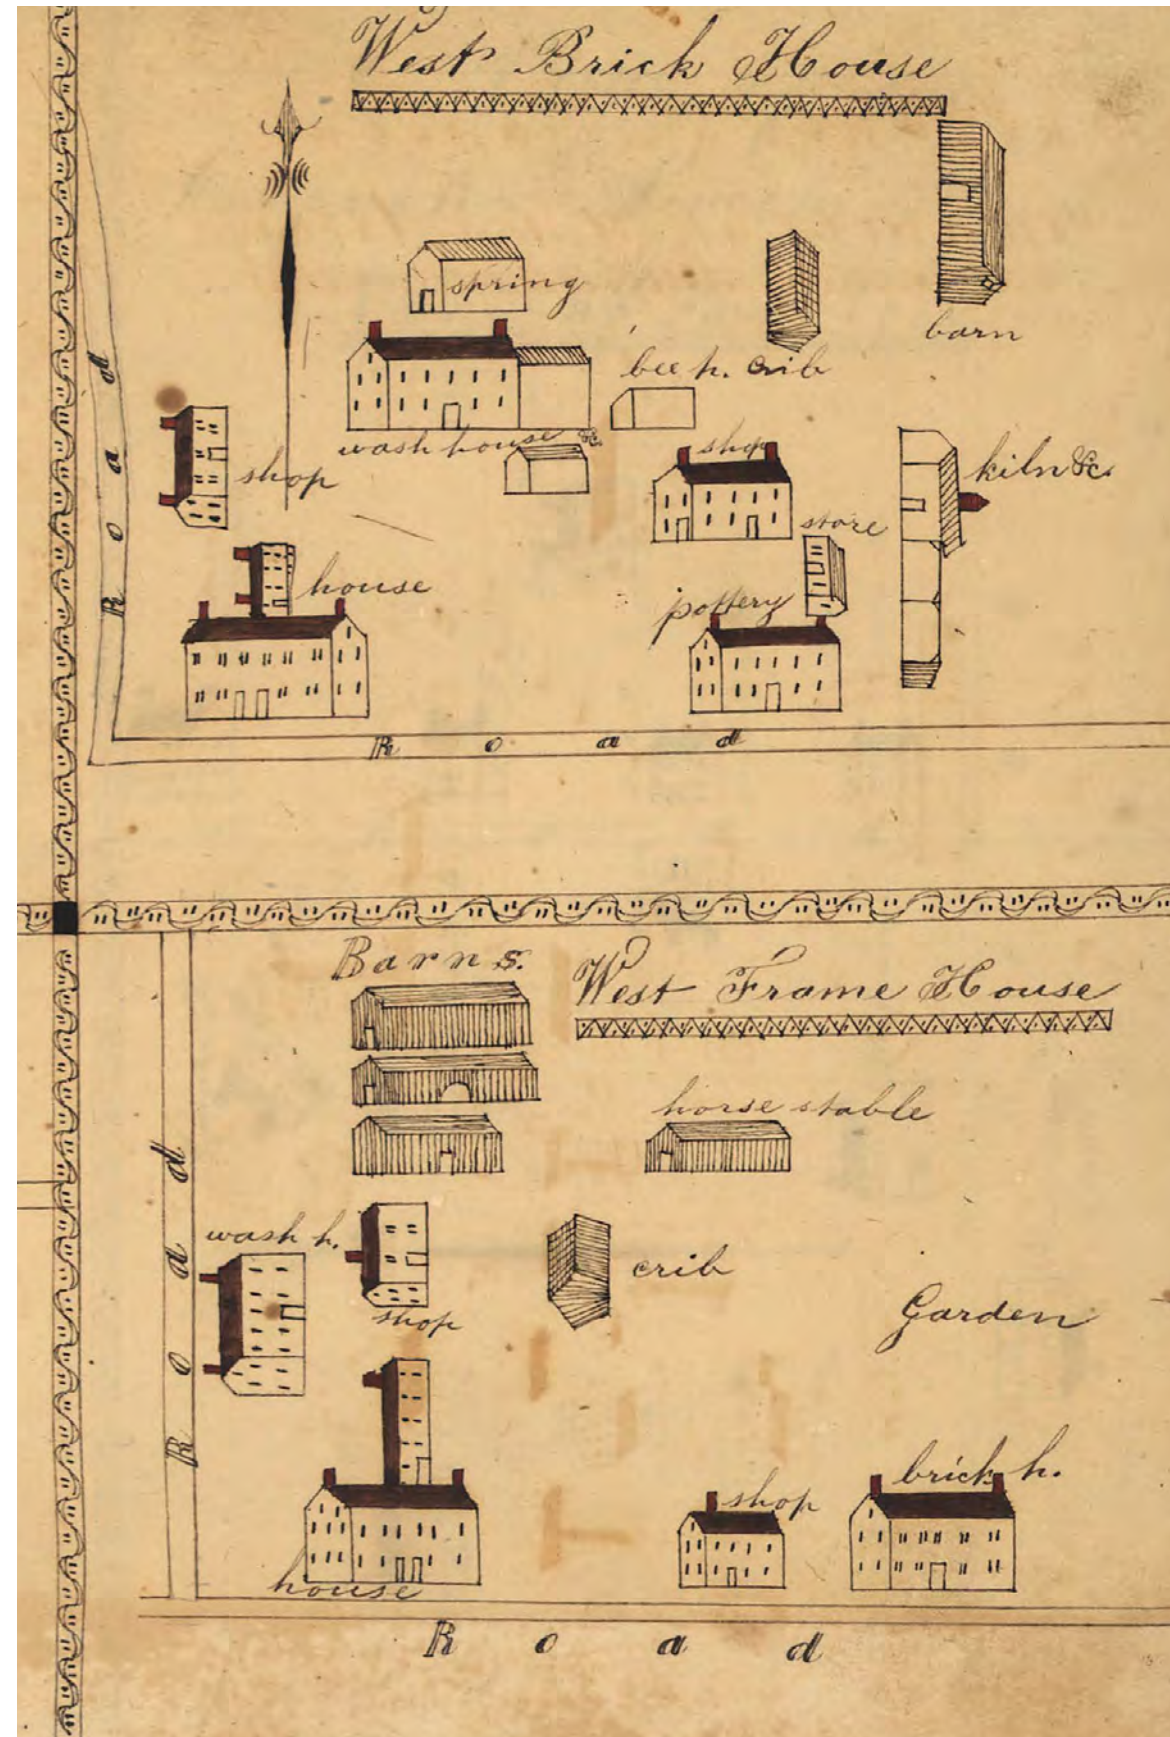 West Brick House
spring
barn
bee h. crib
wash house &c.
shop
shop
kiln &c.
store
house
pottery
Road
Road
Barns.
West Frame House
horse stable
wash h.
shop
crib
Garden
Road
brick h.
shop
house
Road